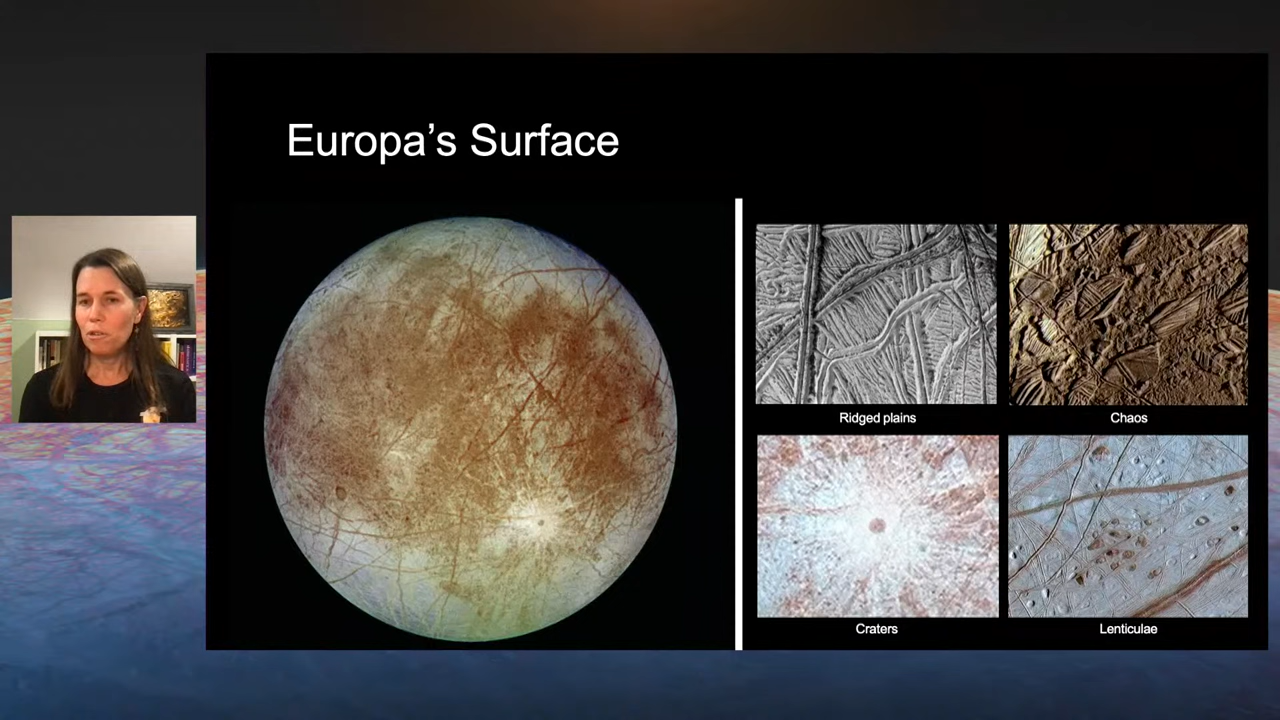 Europa’s Surface
Ridged plains
Chaos
Craters
Lenticulae